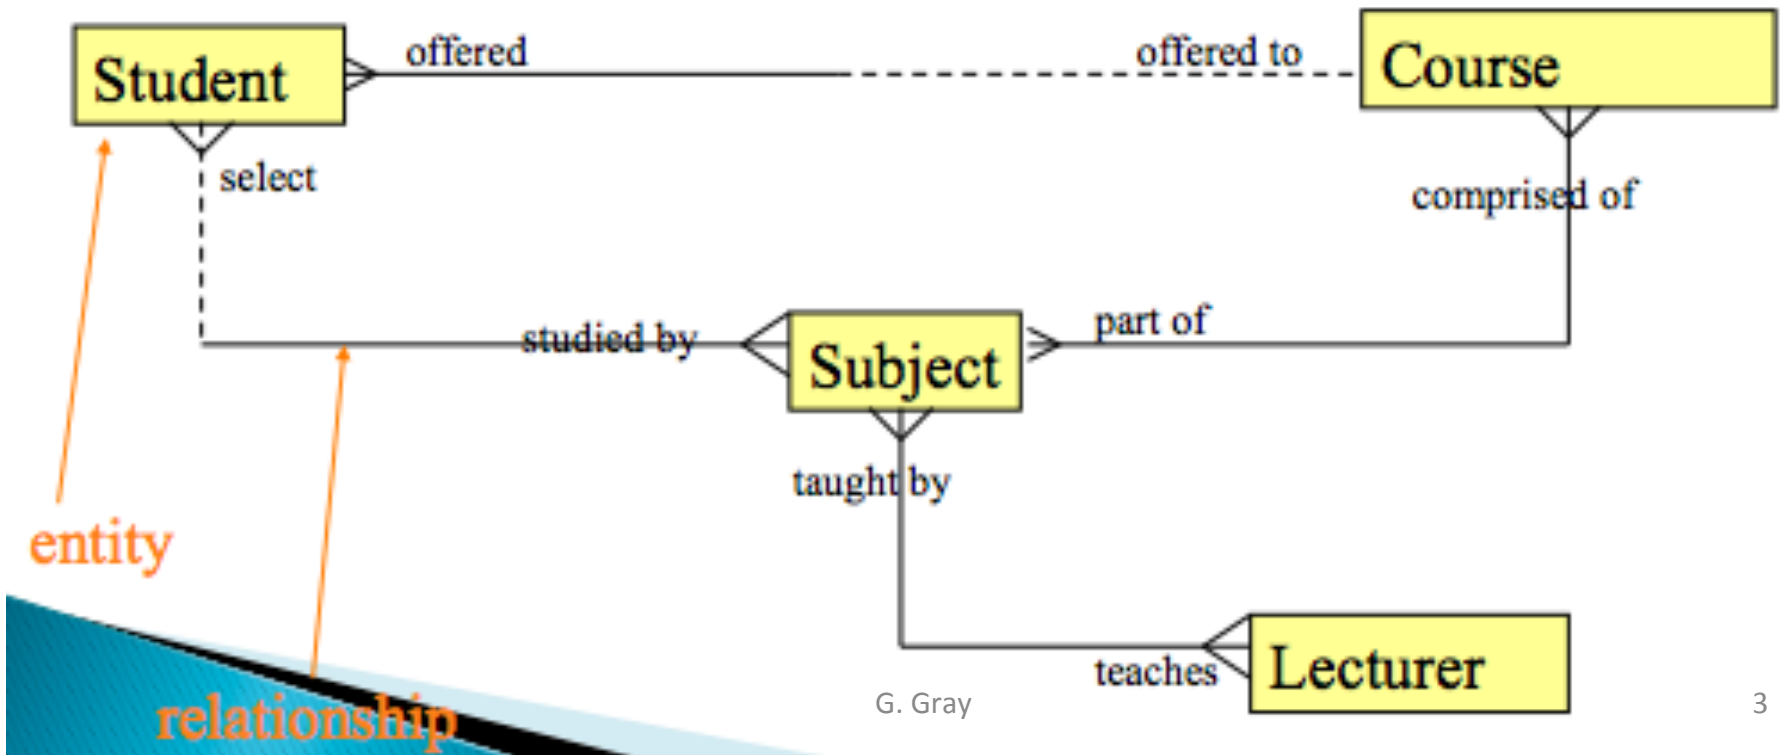 offered
offered to
Student
Course
select
comprised of
studied by
part of
Subject
taught by
entity
teaches
Lecturer
relationship
G. Gray
3